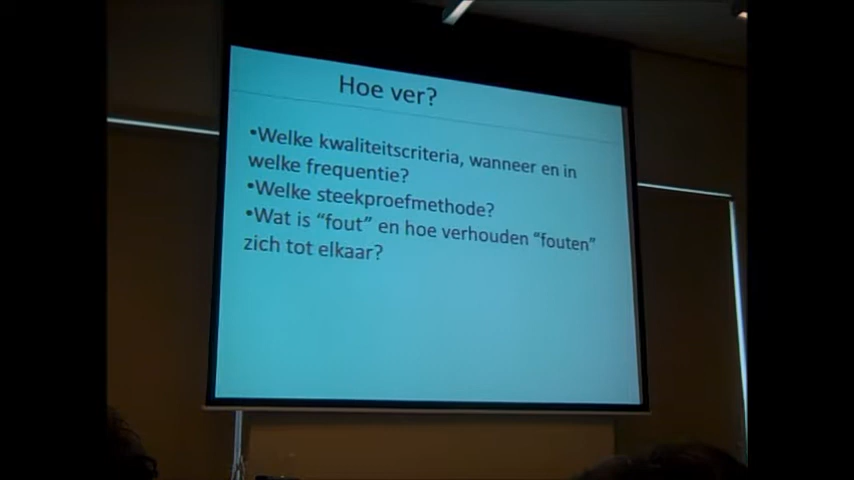 Hoe ver?
•Welke kwaliteitscriteria, wanneer en in
welke frequentie?
•Welke steekproefmethode?
•Wat is “fout” en hoe verhouden “fouten”
zich tot elkaar?